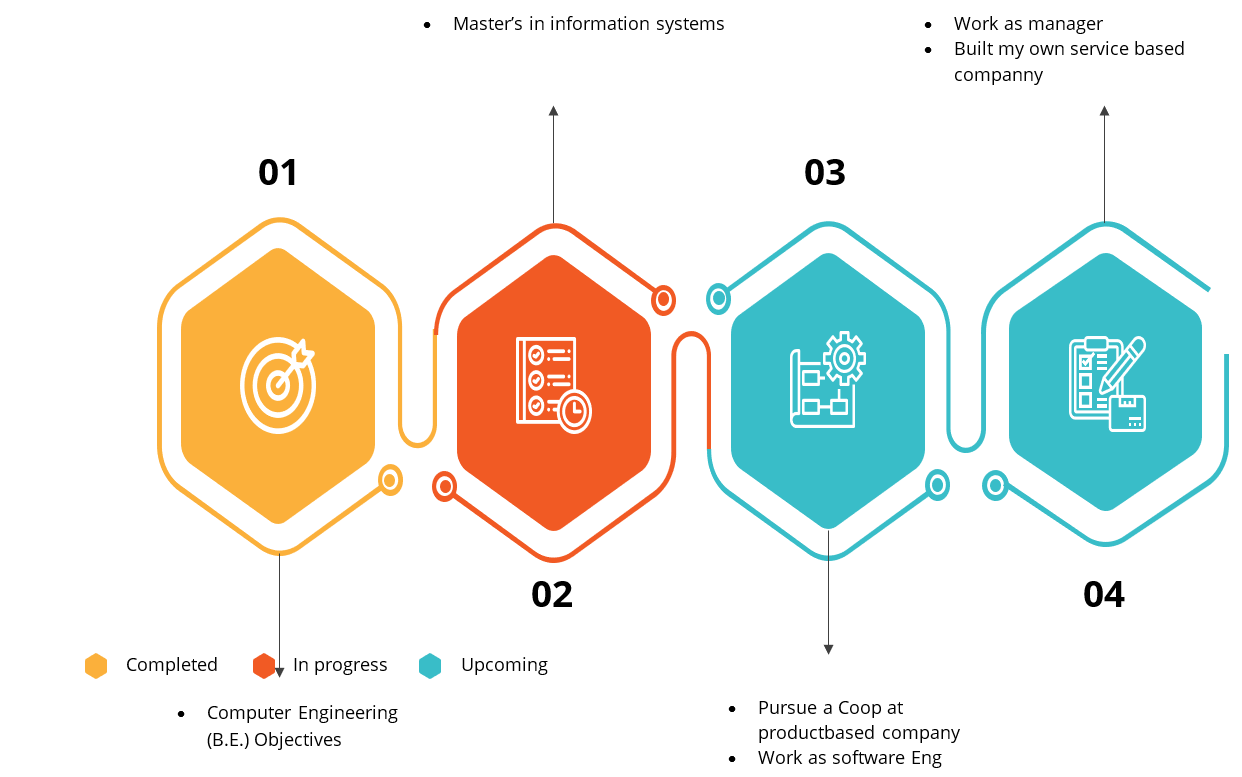 Master’s in information systems
Work as manager
Built my own service based
companny
01
03
02
04
Completed
In progress
Upcoming
Computer Engineering
(B.E.) Objectives
Pursue a Coop at
productbased company
Work as software Eng